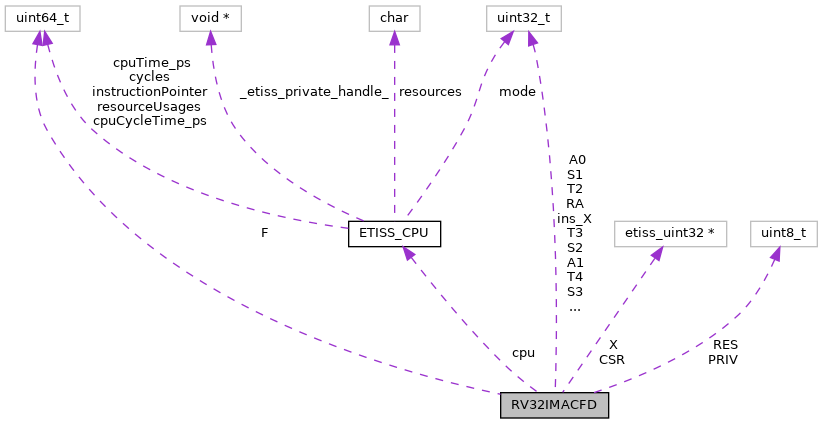 uint64_t
void *
char
uint32_t
cpuTime_ps
cycles
instructionPointer
resourceUsages
cpuCycleTime_ps
_etiss_private_handle_
resources
mode
A0
S1
T2
RA
ins_X
T3
S2
A1
T4
S3
...
F
ETISS_CPU
etiss_uint32 *
uint8_t
cpu
X
CSR
RES
PRIV
RV32IMACFD